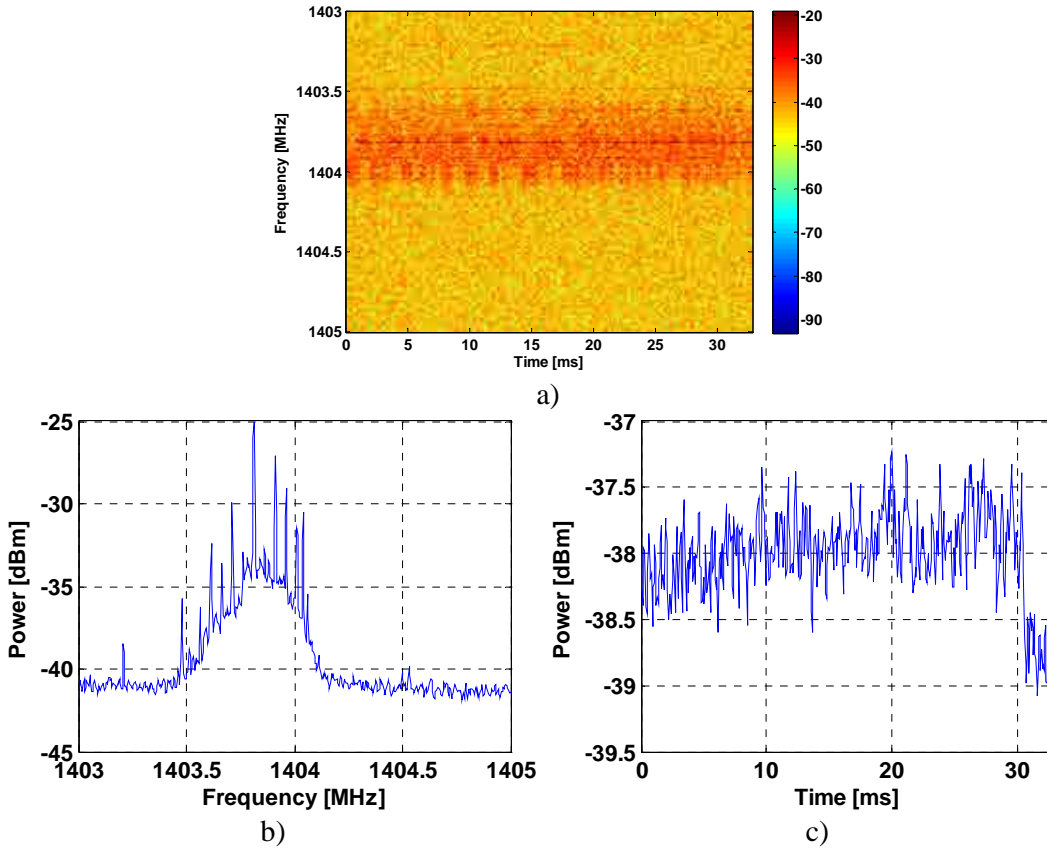 1403
1403.5
1404
1404.5
1405
Frequency [MHz]
0 5 10 15 20 25 30
Time [ms]
-20
-30
-40
-50
-60
-70
-80
-90
a)
-25
-30
-35
-40
-45
Power [dBm]
1403 1403.5 1404 1404.5 1405
Frequency [MHz]
b)
-37
-37.5
-38
-38.5
-39
-39.5
Power [dBm]
0 10 20 30
Time [ms]
c)